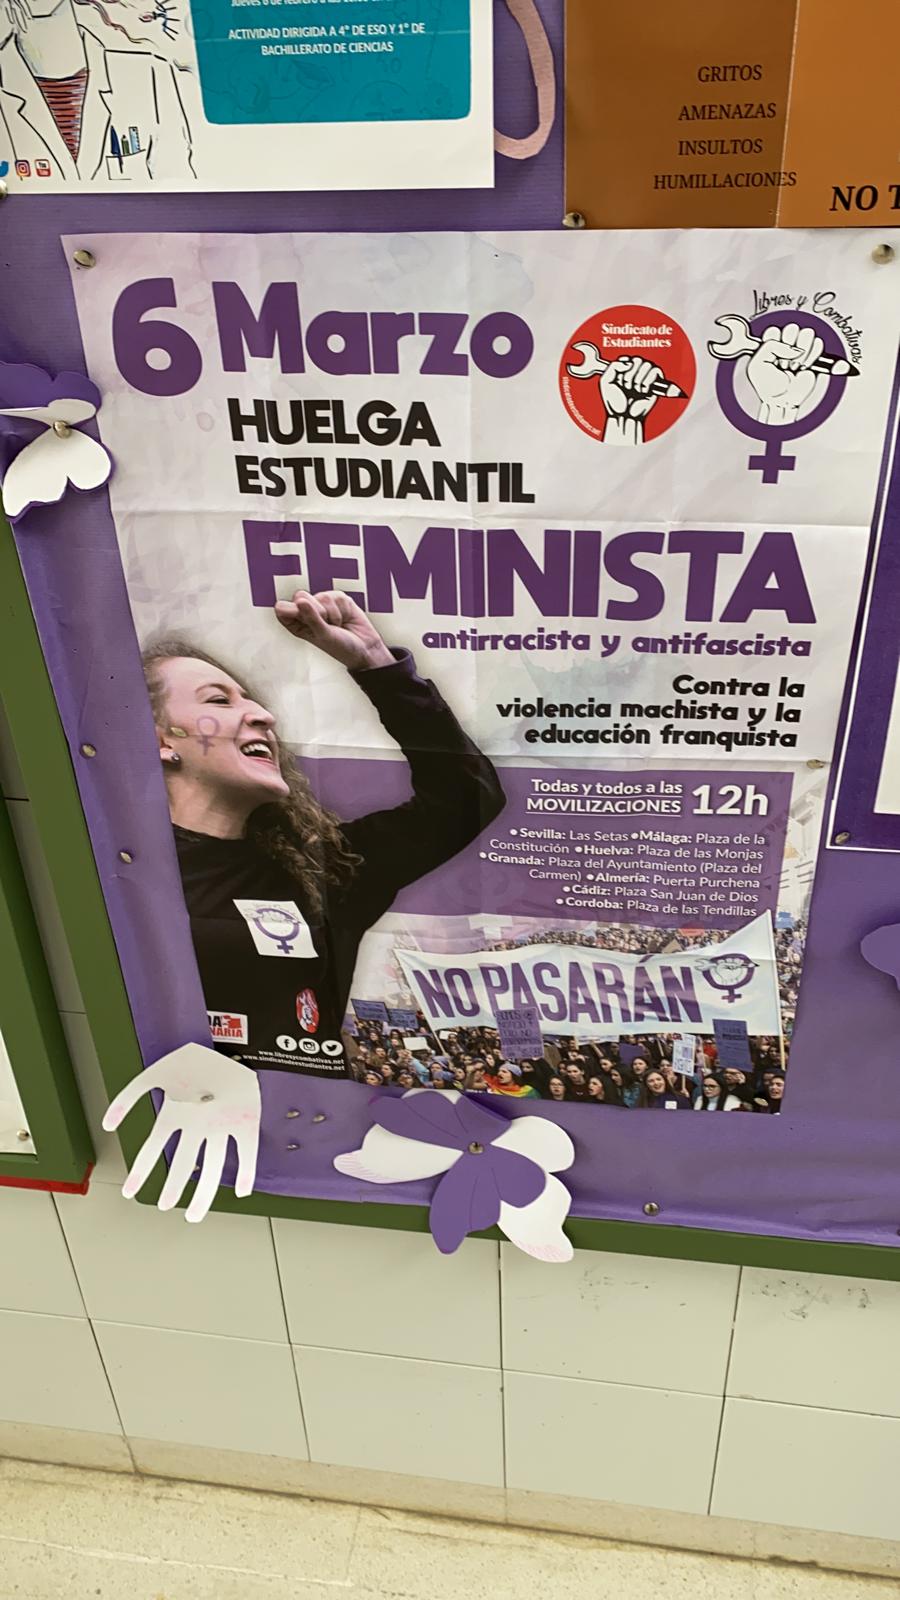 ACTIVIDAD DIRIGIDA A 4º DE ESO Y 1º DE
BACHILLERATO DE CIENCIAS
GRITOS
AMENAZAS
INSULTOS
HUMILLACIONES
NO
6 Marzo
HUELGA
ESTUDIANTIL
FEMINISTA
antirracista y antifascista
Sindicato de
Estudiantes
Libres y Combativas
Contra la
violencia machista y la
educación franquista
Todas y todos a las
MOVILIZACIONES 12h
•Sevilla: Las Setas •Málaga: Plaza de la
Constitución •Huelva: Plaza de las Monjas
•Granada: Plaza del Ayuntamiento (Plaza del
Carmen) •Almería: Puerta Purchena
•Cádiz: Plaza San Juan de Dios
•Cordoba: Plaza de las Tendillas
NO PASARÁN
www.libresycombativas.net
www.sindicatodeestudiantes.net